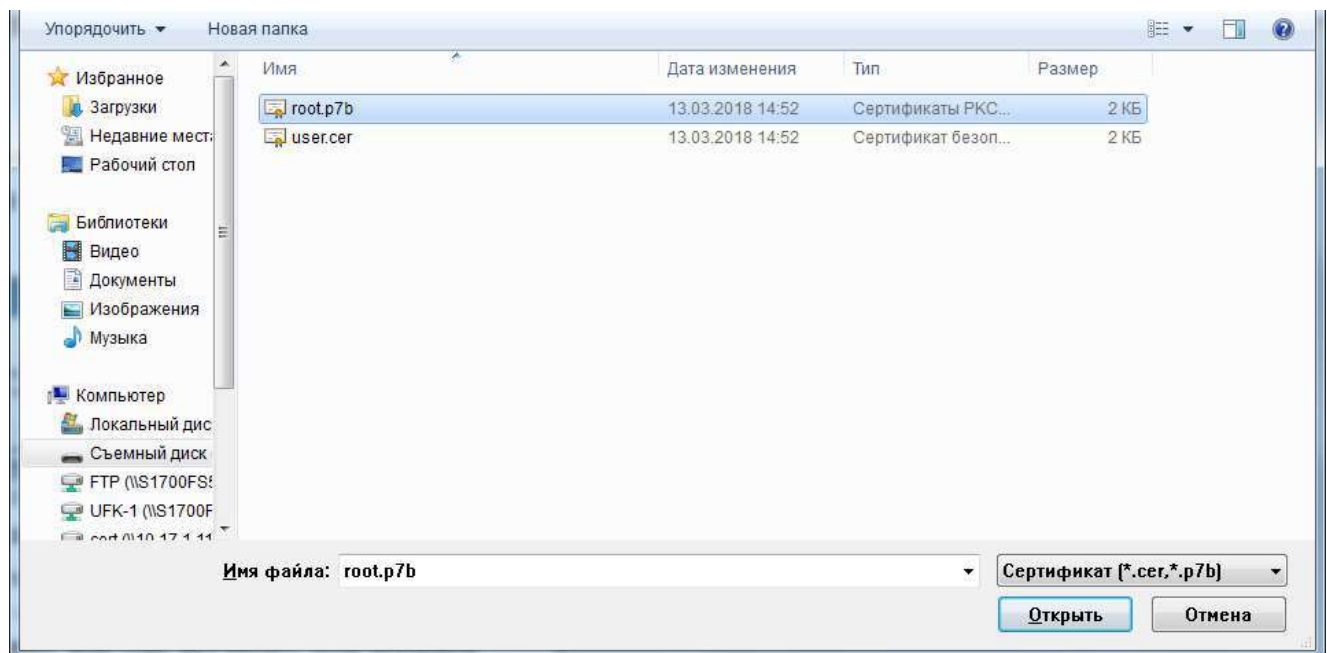 Упорядочить Новая папка
Имя Дата изменения Тип Размер
Избранное
Загрузки
Недавние мест
Рабочий стол
root.p7b 13.03.2018 14:52 Сертификаты PKC... 2 КБ
user.cer 13.03.2018 14:52 Сертификат безоп... 2 КБ
Библиотеки
Видео
Документы
Изображения
Музыка
Компьютер
Локальный дис
Съемный диск
FTP (\\S1700FS
UFK-1 (\\S1700F
Имя файла: root.p7b Сертификат (*.cer,*.p7b)
Открыть Отмена